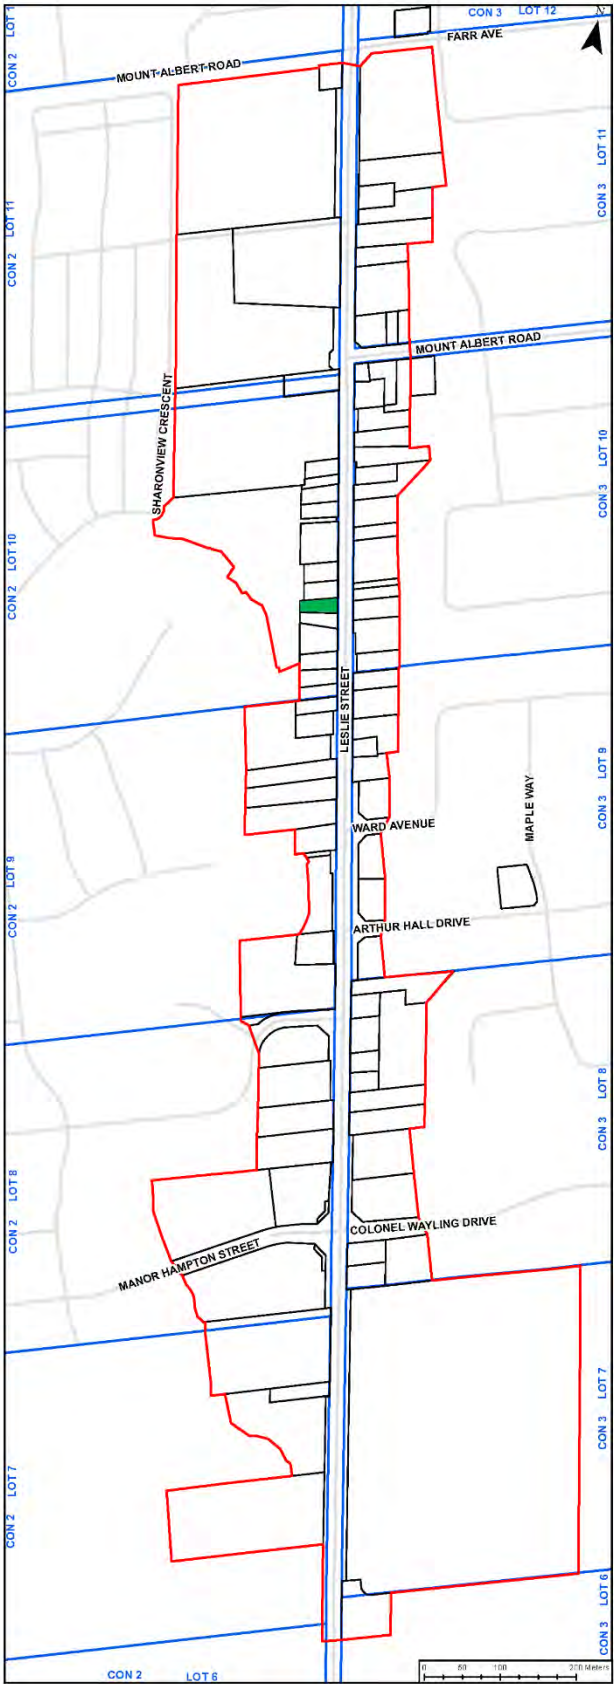 CON 3 LOT 12
N
FARR AVE
CON 2 LOT 1
MOUNT ALBERT ROAD
CON 3 LOT 11
CON 2 LOT 11
MOUNT ALBERT ROAD
SHARONVIEW CRESCENT
CON 3 LOT 10
CON 2 LOT 10
LESLIE STREET
CON 3 LOT 9
MAPLE WAY
WARD AVENUE
CON 2 LOT 9
ARTHUR HALL DRIVE
CON 3 LOT 8
CON 2 LOT 8
COLONEL WAYLING DRIVE
MANOR HAMPTON STREET
CON 3 LOT 7
CON 2 LOT 7
CON 3 LOT 6
CON 2 LOT 6
0 50 100 200 Meters